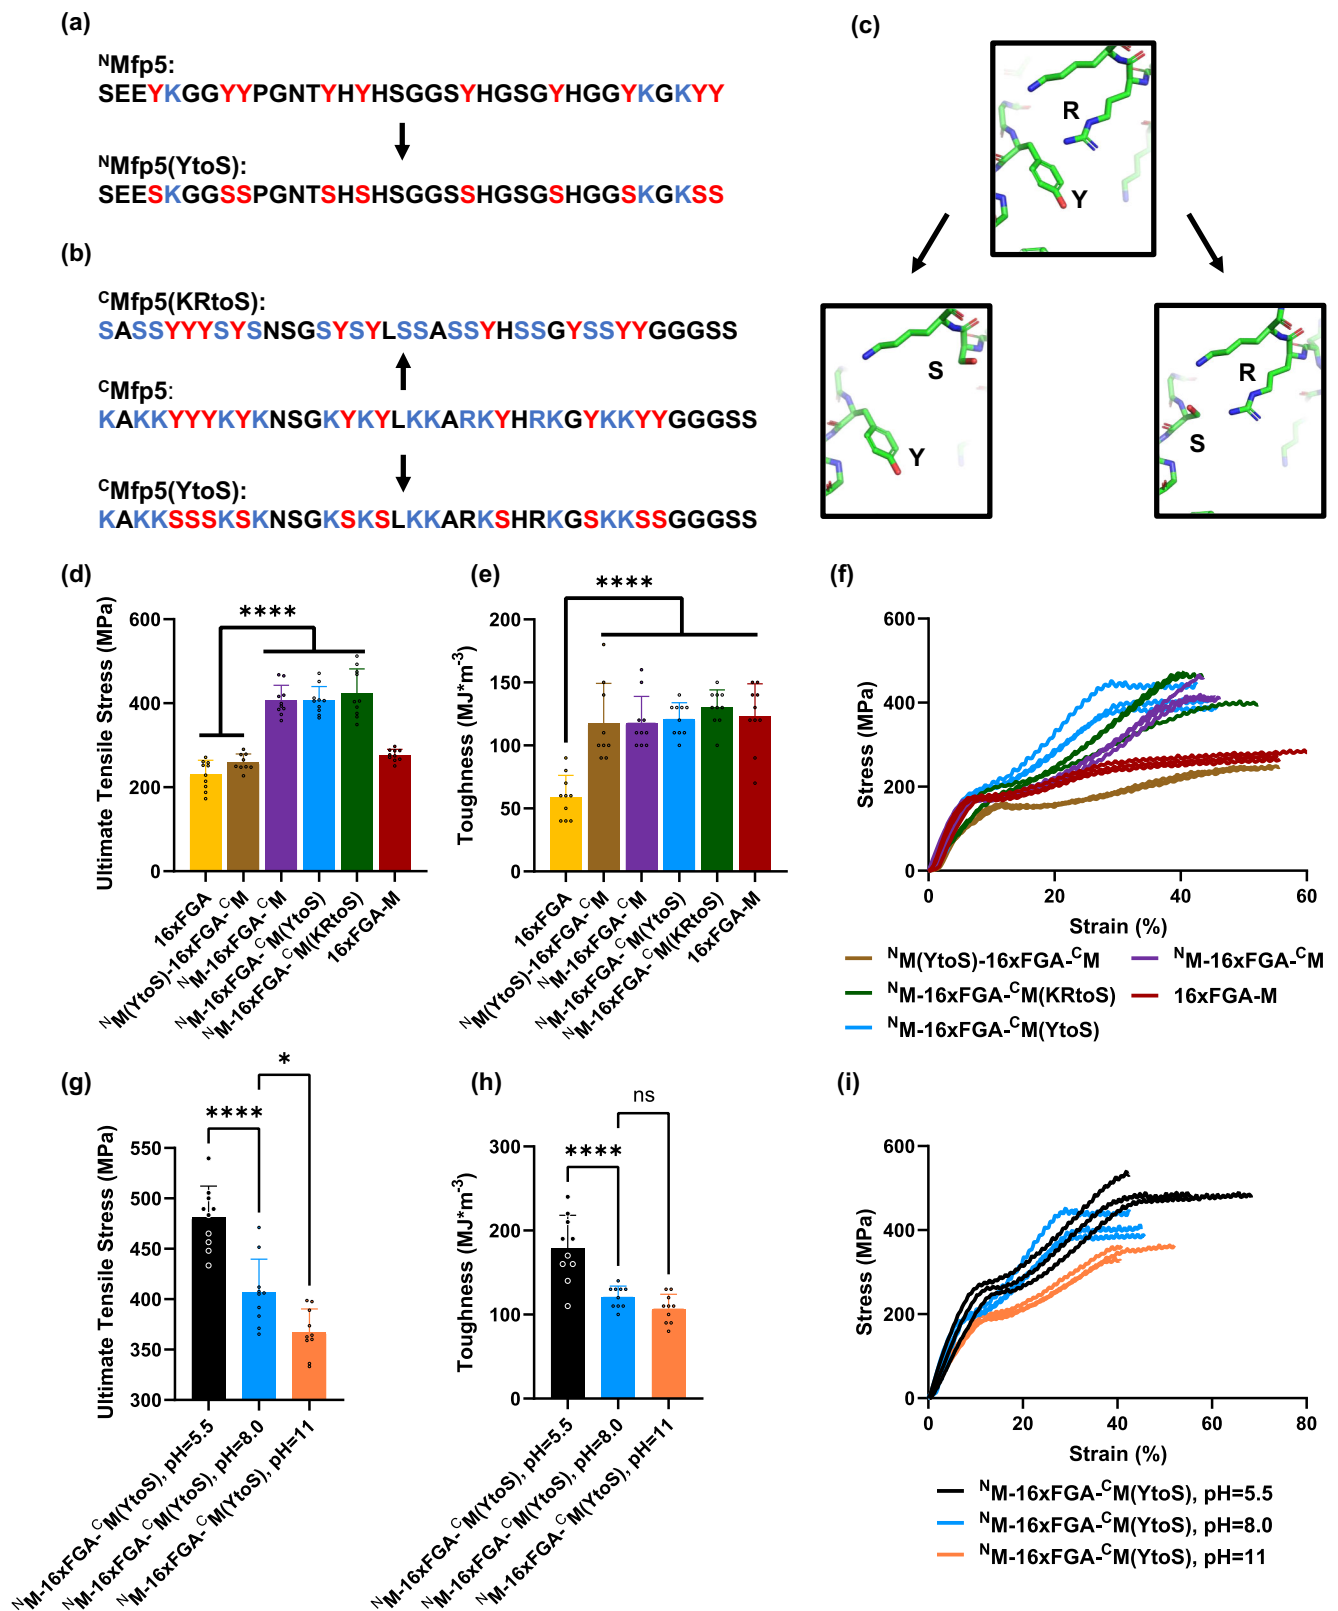 (a)
ᴺMfp5:
SEEYKGGYYPGNTYHYHSGGSYHGSGYHGGYKGKYY
ᴺMfp5(YtoS):
SEESKGGSSPGNTSHSHSGGSSHGSGSHGGSKGKSS
(b)
ᶜMfp5(KRtoS):
SASSYYYSYSNSGSYSYLSSASSYHSSGYSSYYGGGSS
ᶜMfp5:
KAKKYYYKYKNSGKYKYLKKARKYHRKGYKKYYGGGSS
ᶜMfp5(YtoS):
KAKKSSSKSKNSGKSKSLKKARKSHRKGSKKSSGGGSS
(c)
R
Y
S
Y
R
S
(d)
Ultimate Tensile Stress (MPa)
600
400
200
0
****
16xFGA
ᴺM(YtoS)-16xFGA-ᶜM
ᴺM-16xFGA-ᶜM
ᴺM-16xFGA-ᶜM(YtoS)
ᴺM-16xFGA-ᶜM(KRtoS)
16xFGA-M
(e)
Toughness (MJ*m⁻³)
200
150
100
50
0
****
16xFGA
ᴺM(YtoS)-16xFGA-ᶜM
ᴺM-16xFGA-ᶜM
ᴺM-16xFGA-ᶜM(YtoS)
ᴺM-16xFGA-ᶜM(KRtoS)
16xFGA-M
(f)
Stress (MPa)
600
400
200
0
0 20 40 60
Strain (%)
ᴺM(YtoS)-16xFGA-ᶜM
ᴺM-16xFGA-ᶜM
ᴺM-16xFGA-ᶜM(KRtoS)
16xFGA-M
ᴺM-16xFGA-ᶜM(YtoS)
(g)
Ultimate Tensile Stress (MPa)
550
500
450
400
350
300
****
*
ᴺM-16xFGA-ᶜM(YtoS), pH=5.5
ᴺM-16xFGA-ᶜM(YtoS), pH=8.0
ᴺM-16xFGA-ᶜM(YtoS), pH=11
(h)
Toughness (MJ*m⁻³)
300
200
100
0
****
ns
ᴺM-16xFGA-ᶜM(YtoS), pH=5.5
ᴺM-16xFGA-ᶜM(YtoS), pH=8.0
ᴺM-16xFGA-ᶜM(YtoS), pH=11
(i)
Stress (MPa)
600
400
200
0
0 20 40 60 80
Strain (%)
ᴺM-16xFGA-ᶜM(YtoS), pH=5.5
ᴺM-16xFGA-ᶜM(YtoS), pH=8.0
ᴺM-16xFGA-ᶜM(YtoS), pH=11